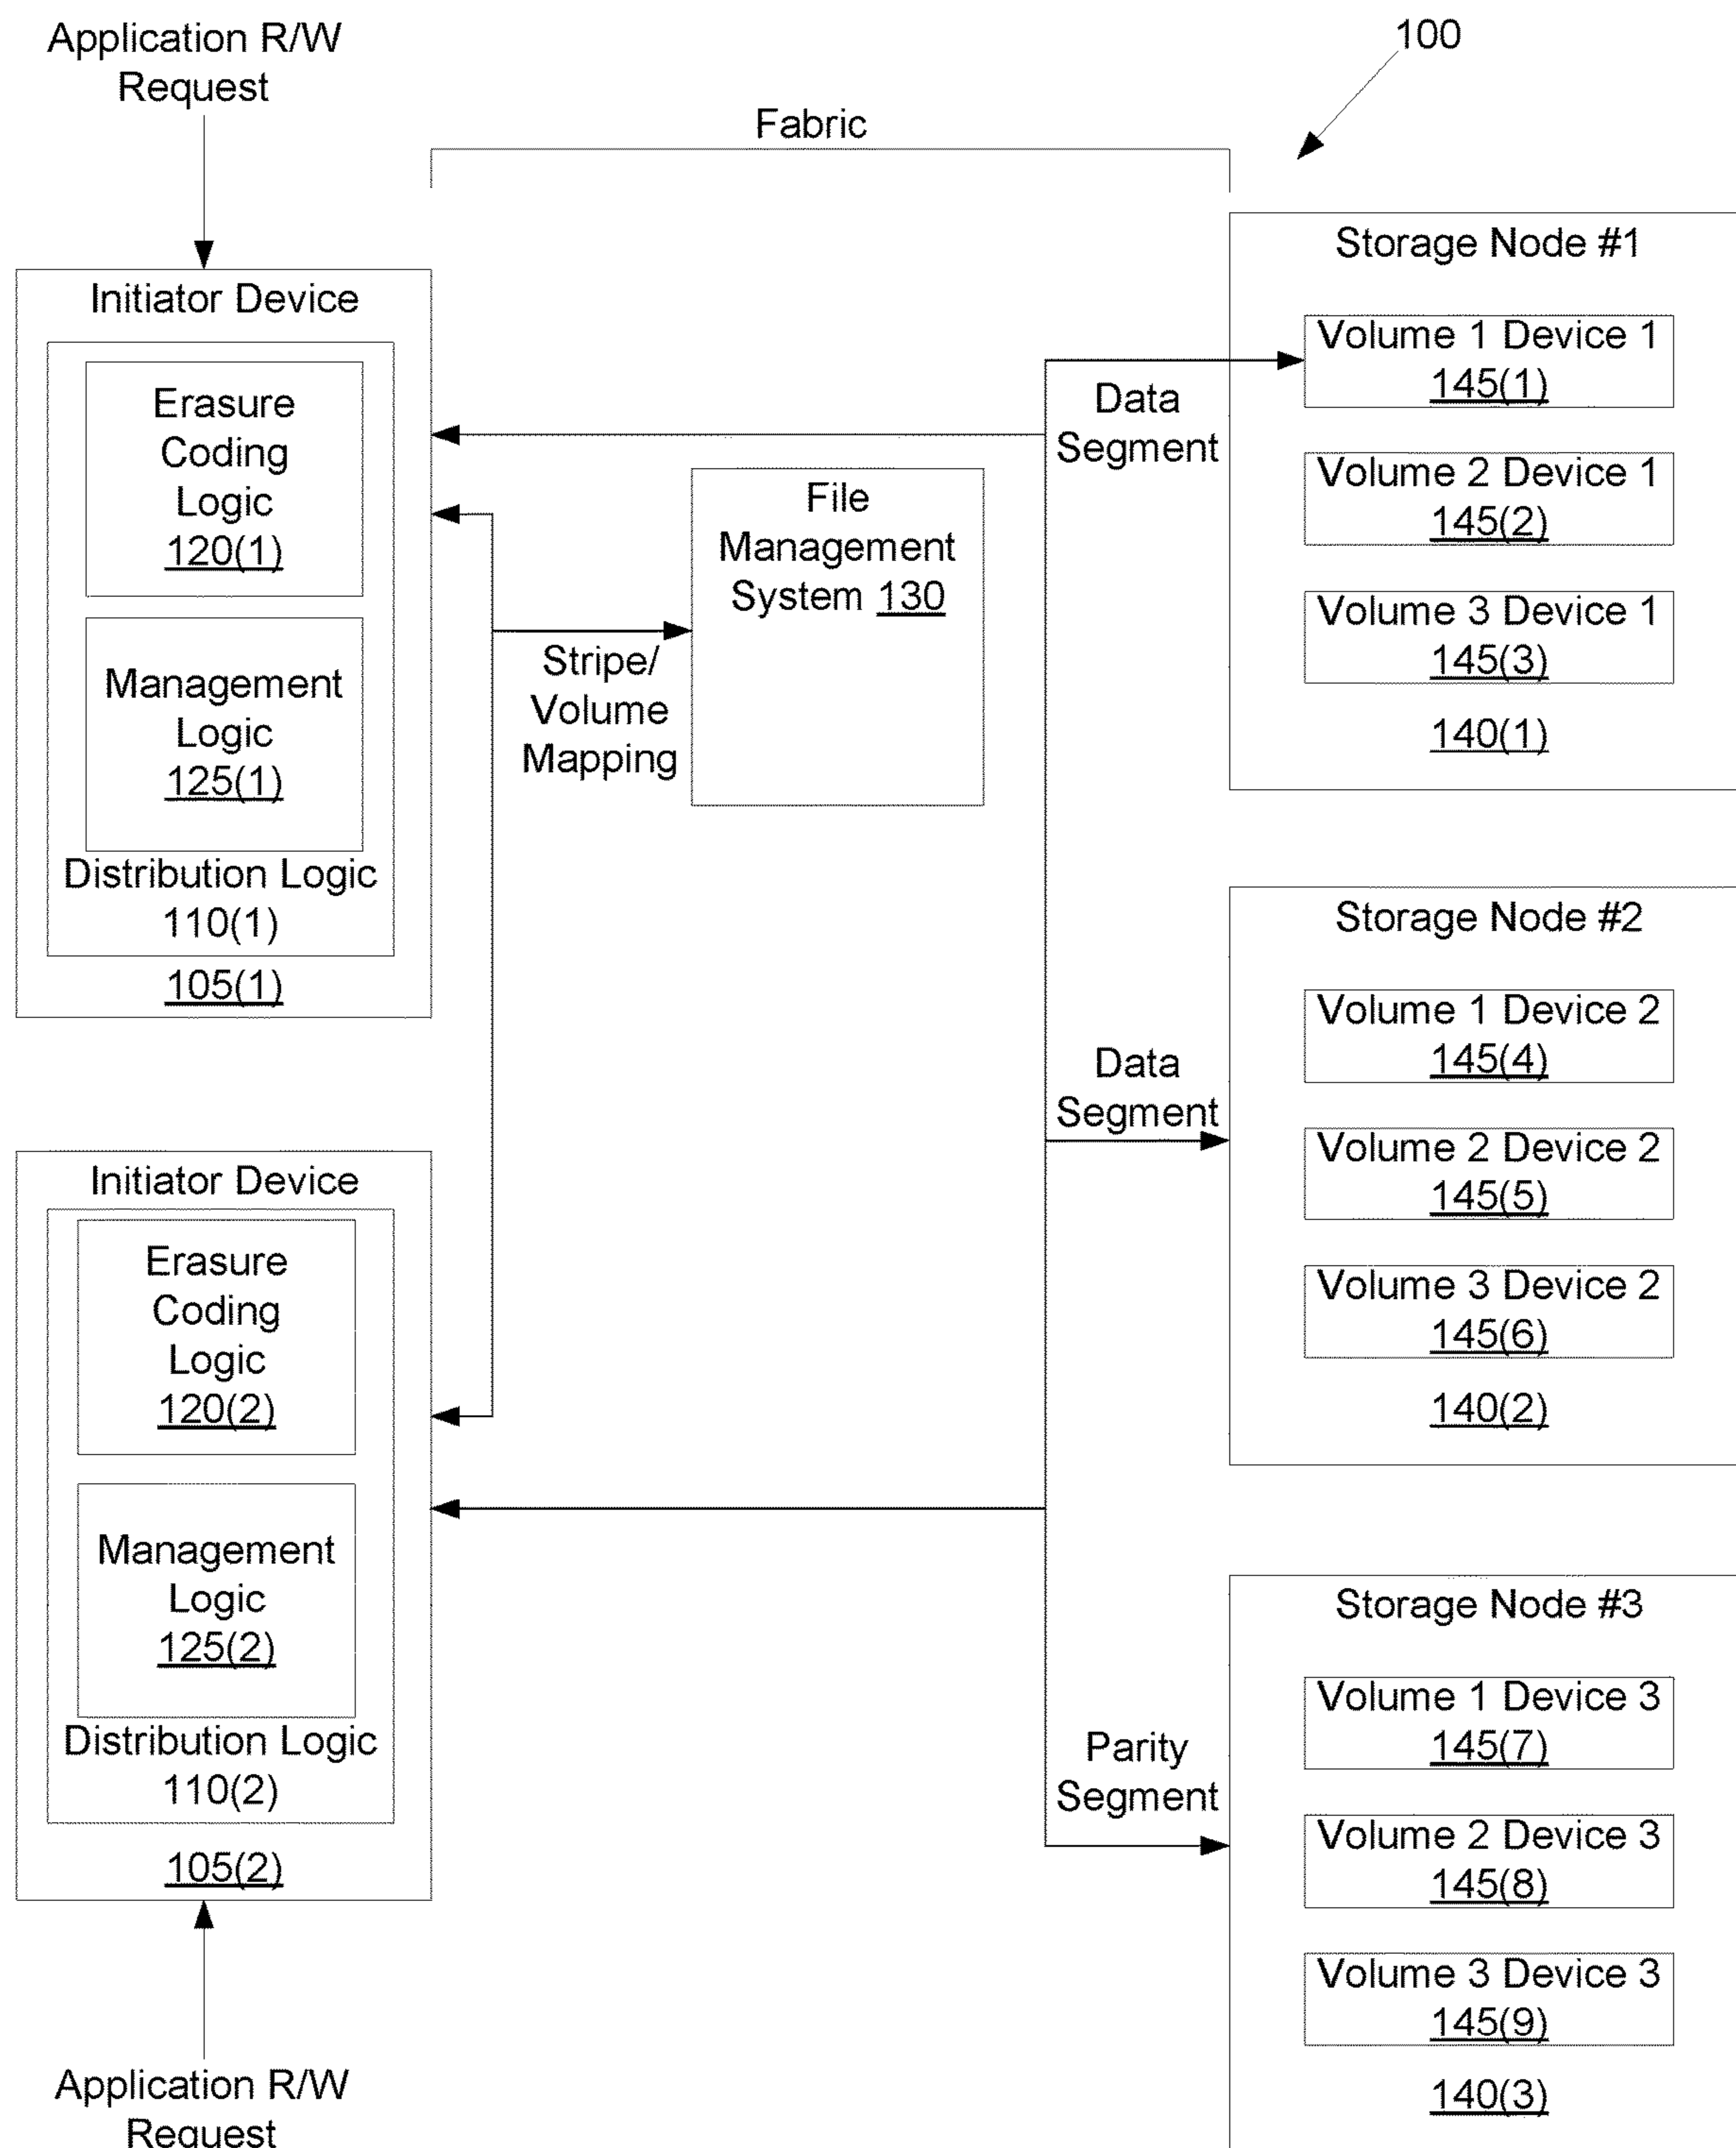 Application R/W
Request
100
Fabric
Initiator Device
Erasure
Coding
Logic
120(1)
Management
Logic
125(1)
Distribution Logic
110(1)
105(1)
File
Management
System 130
Stripe/
Volume
Mapping
Data
Segment
Storage Node #1
Volume 1 Device 1
145(1)
Volume 2 Device 1
145(2)
Volume 3 Device 1
145(3)
140(1)
Data
Segment
Storage Node #2
Volume 1 Device 2
145(4)
Volume 2 Device 2
145(5)
Volume 3 Device 2
145(6)
140(2)
Initiator Device
Erasure
Coding
Logic
120(2)
Management
Logic
125(2)
Distribution Logic
110(2)
105(2)
Parity
Segment
Storage Node #3
Volume 1 Device 3
145(7)
Volume 2 Device 3
145(8)
Volume 3 Device 3
145(9)
140(3)
Application R/W
Request